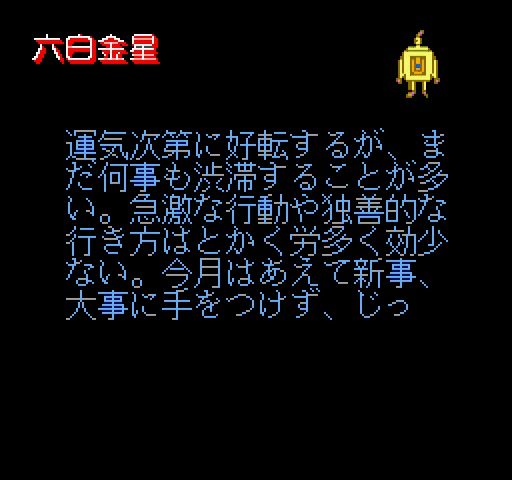 六白金星
運気次第に好転するが、ま
だ何事も渋滞することが多
い。急激な行動や独善的な
行き方はとかく労多く効少
ない。今月はあえて新事、
大事に手をつけず、じっ